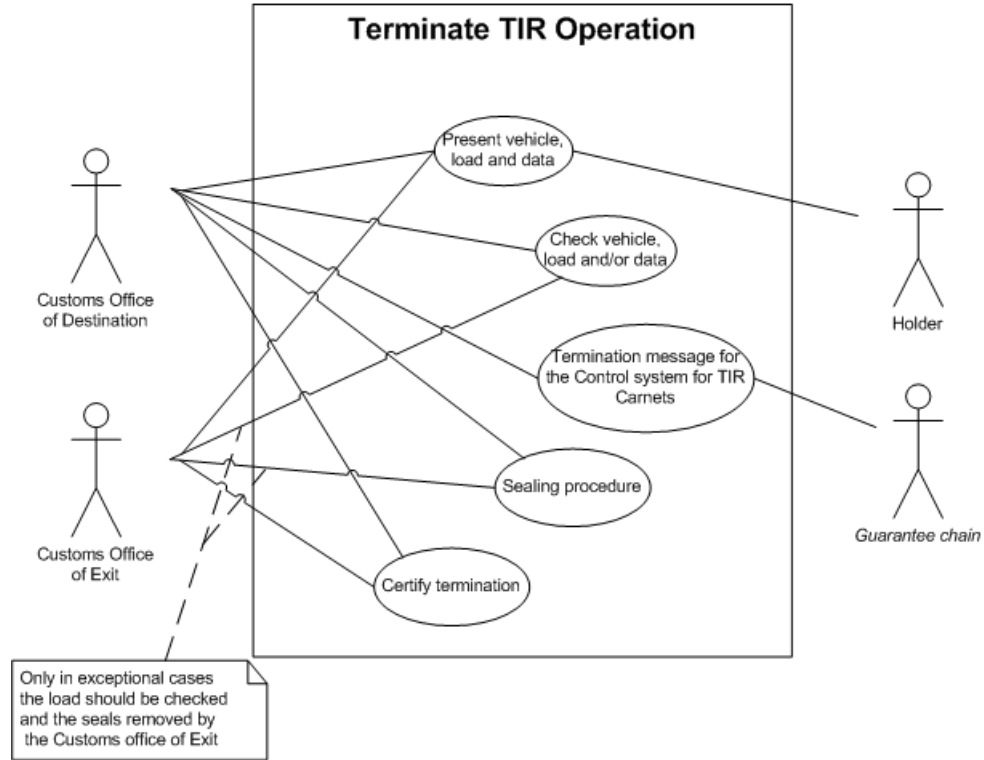 Terminate TIR Operation
Present vehicle,
load and data
Check vehicle,
load and/or data
Customs Office
of Destination
Holder
Termination message for
the Control system for TIR
Carnets
Sealing procedure
Customs Office
of Exit
Guarantee chain
Certify termination
Only in exceptional cases
the load should be checked
and the seals removed by
the Customs office of Exit